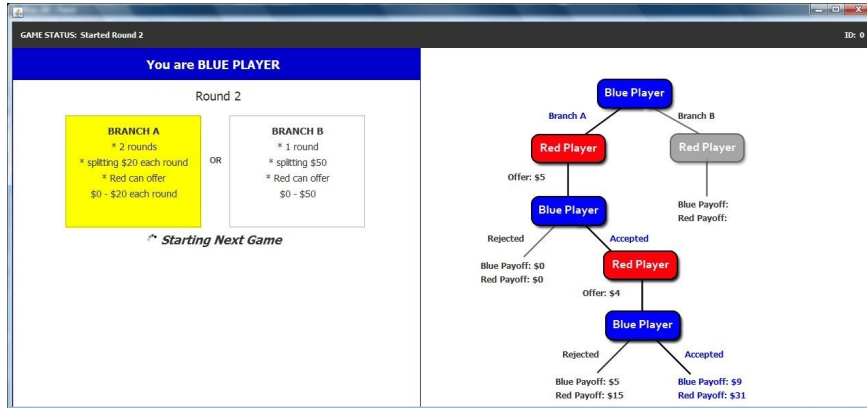 GAME STATUS: Started Round 2
ID: 0
You are BLUE PLAYER
Round 2
BRANCH A
* 2 rounds
* splitting $20 each round
* Red can offer
$0 - $20 each round
OR
BRANCH B
* 1 round
* splitting $50
* Red can offer
$0 - $50
Starting Next Game
Blue Player
Branch A
Branch B
Red Player
Red Player
Offer: $5
Blue Player
Blue Payoff:
Red Payoff:
Rejected
Accepted
Blue Payoff: $0
Red Payoff: $0
Red Player
Offer: $4
Blue Player
Rejected
Accepted
Blue Payoff: $5
Red Payoff: $15
Blue Payoff: $9
Red Payoff: $31